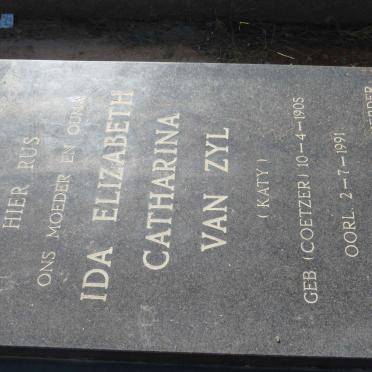 HIER RUS
ONS MOEDER EN OUMA
IDA ELIZABETH
CATHARINA
VAN ZYL
(KATY)
GEB (COETZER) 10-4-1905
OORL. 2-7-1991